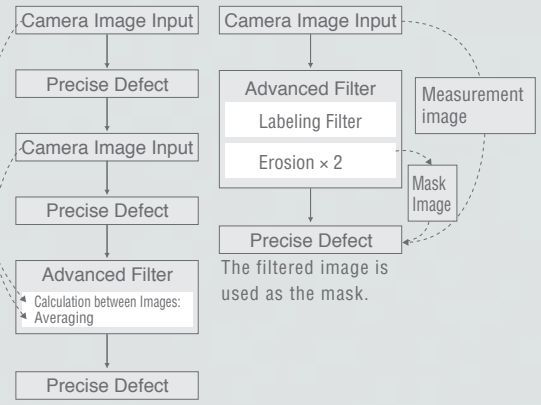 Camera Image Input
Precise Defect
Camera Image Input
Precise Defect
Advanced Filter
Calculation between Images:
Averaging
Precise Defect
Camera Image Input
Advanced Filter
Labeling Filter
Erosion × 2
Measurement
image
Mask
Image
Precise Defect
The filtered image is
used as the mask.